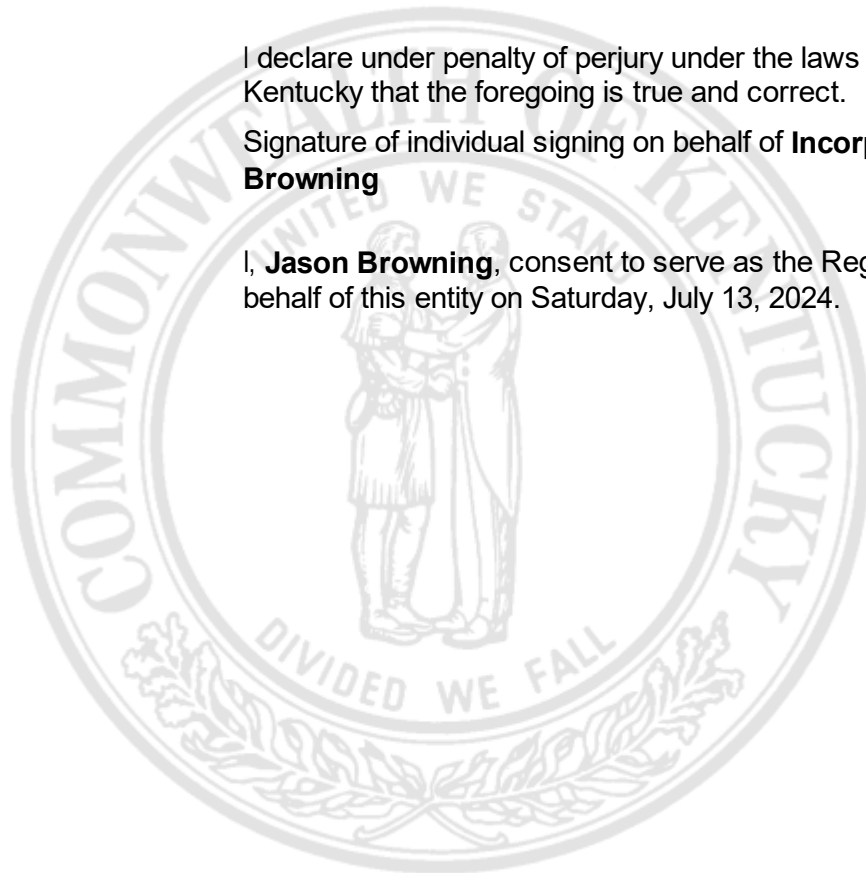 I declare under penalty of perjury under the laws
Kentucky that the foregoing is true and correct.
Signature of individual signing on behalf of Incorp
Browning
I, Jason Browning, consent to serve as the Reg
behalf of this entity on Saturday, July 13, 2024.
COMMONWEALTH OF KENTUCKY
UNITED WE STAND
DIVIDED WE FALL